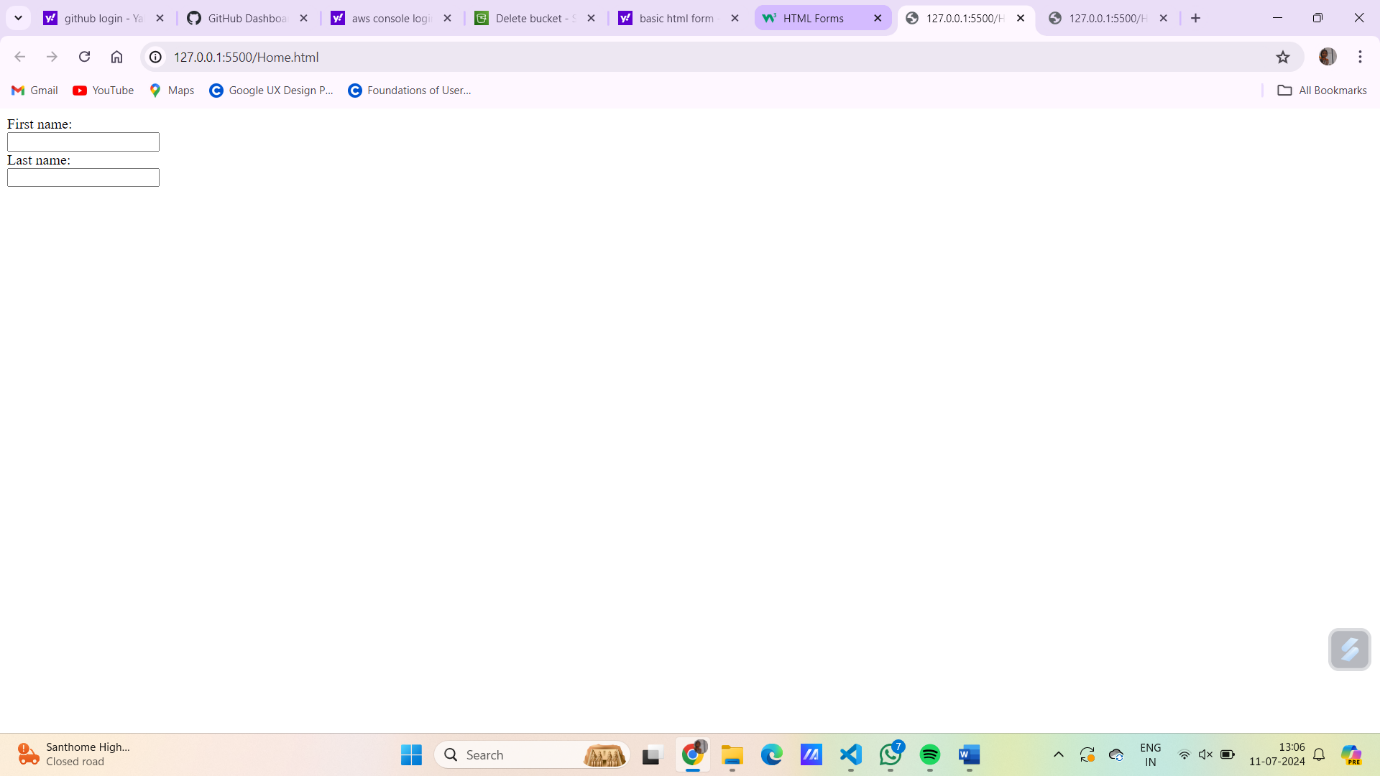 github login - Ya
GitHub Dashboa
aws console logi
Delete bucket - S
basic html form
HTML Forms
127.0.0.1:5500/H
127.0.0.1:5500/H
127.0.0.1:5500/Home.html
Gmail
YouTube
Maps
Google UX Design P...
Foundations of User...
All Bookmarks
First name:
Last name:
Santhome High...
Closed road
Search
7
ENG
IN
13:06
11-07-2024
PRE